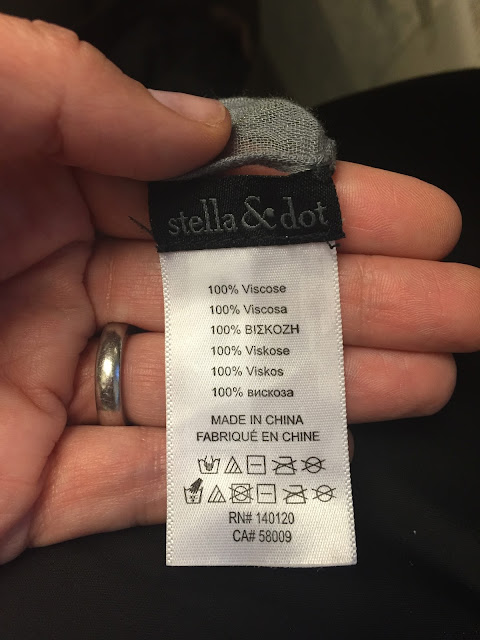 stella & dot
100% Viscose
100% Viscosa
100% ΒΙΣΚΟΖΗ
100% Viskose
100% Viskos
100% вискоза
MADE IN CHINA
FABRIQUÉ EN CHINE
RN# 140120
CA# 58009